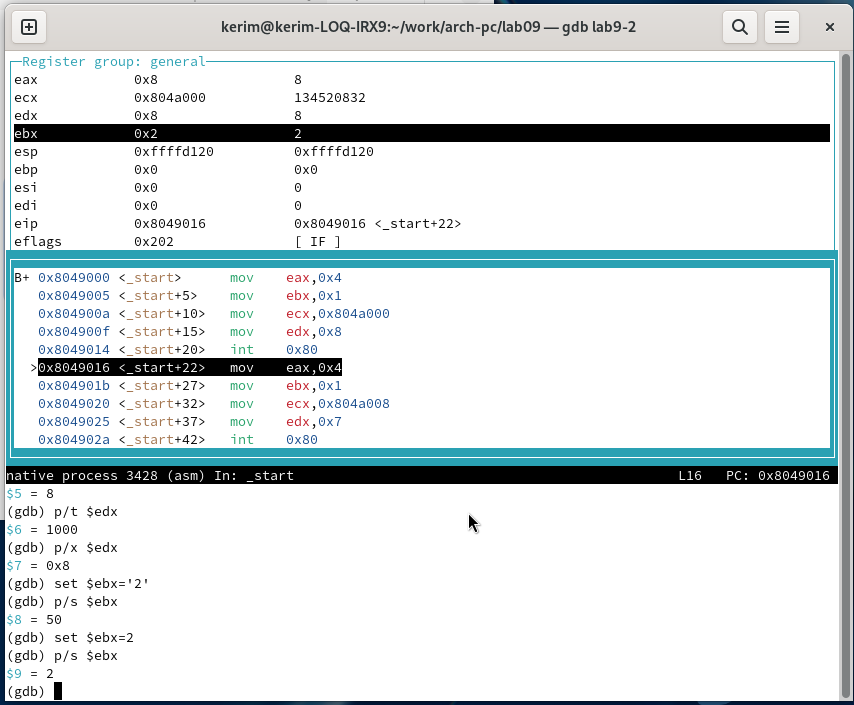 kerim@kerim-LOQ-IRX9:~/work/arch-pc/lab09 — gdb lab9-2
Register group: general
eax 0x8 8
ecx 0x804a000 134520832
edx 0x8 8
ebx 0x2 2
esp 0xffffd120 0xffffd120
ebp 0x0 0x0
esi 0x0 0
edi 0x0 0
eip 0x8049016 0x8049016 <_start+22>
eflags 0x202 [ IF ]
B+ 0x8049000 <_start> mov eax,0x4
0x8049005 <_start+5> mov ebx,0x1
0x804900a <_start+10> mov ecx,0x804a000
0x804900f <_start+15> mov edx,0x8
0x8049014 <_start+20> int 0x80
>0x8049016 <_start+22> mov eax,0x4
0x804901b <_start+27> mov ebx,0x1
0x8049020 <_start+32> mov ecx,0x804a008
0x8049025 <_start+37> mov edx,0x7
0x804902a <_start+42> int 0x80
native process 3428 (asm) In: _start L16 PC: 0x8049016
$5 = 8
(gdb) p/t $edx
$6 = 1000
(gdb) p/x $edx
$7 = 0x8
(gdb) set $ebx='2'
(gdb) p/s $ebx
$8 = 50
(gdb) set $ebx=2
(gdb) p/s $ebx
$9 = 2
(gdb)